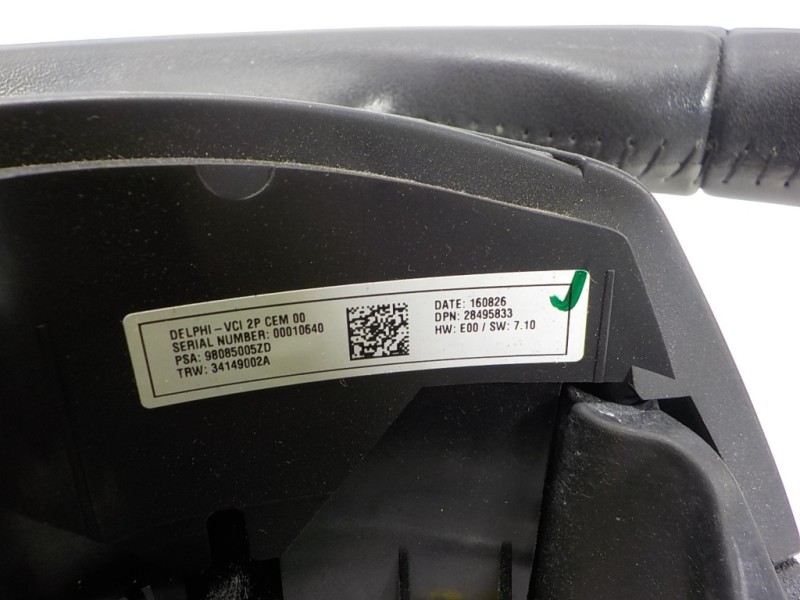 DELPHI-VCI 2P CEM 00
SERIAL NUMBER: 00010640
PSA: 98085005ZD
TRW: 34149002A
DATE: 160826
DPN: 28495833
HW: E00 / SW: 7.10